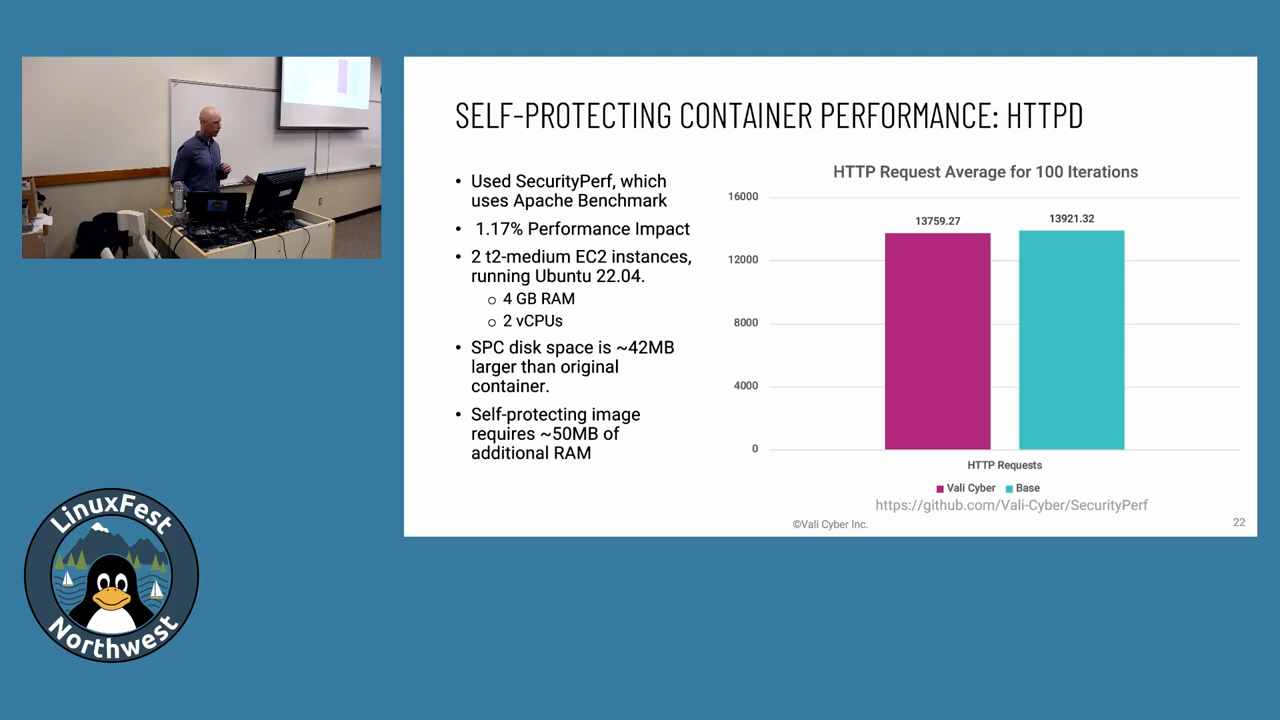 SELF-PROTECTING CONTAINER PERFORMANCE: HTTPD
• Used SecurityPerf, which
uses Apache Benchmark
• 1.17% Performance Impact
• 2 t2-medium EC2 instances,
running Ubuntu 22.04.
○ 4 GB RAM
○ 2 vCPUs
• SPC disk space is ~42MB
larger than original
container.
• Self-protecting image
requires ~50MB of
additional RAM
HTTP Request Average for 100 Iterations
16000
12000
8000
4000
0
13759.27
13921.32
HTTP Requests
Vali Cyber Base
https://github.com/Vali-Cyber/SecurityPerf
©Vali Cyber Inc.
22
LinuxFest
Northwest